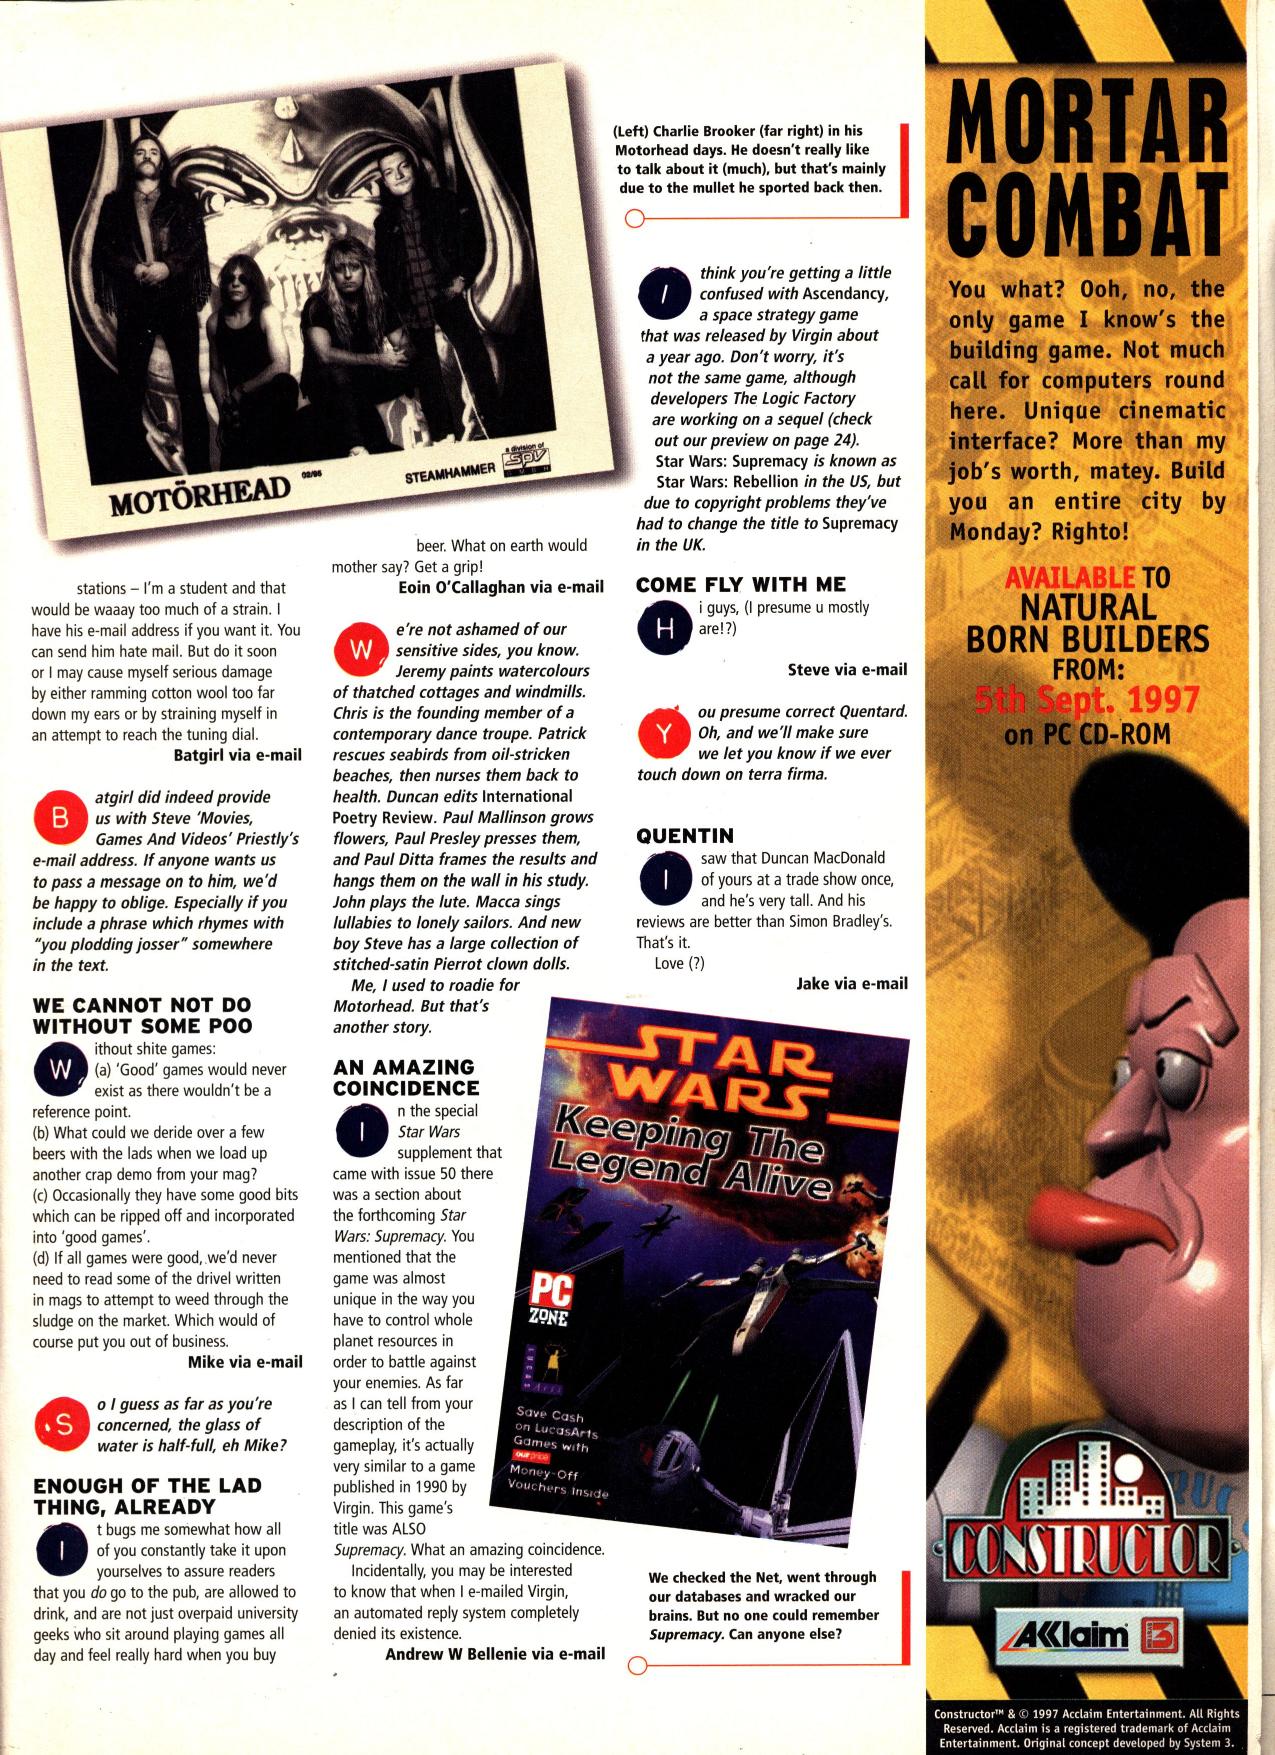 MOTÖRHEAD
02/95
STEAMHAMMER
a division of
SPV
GMBH
(Left) Charlie Brooker (far right) in his
Motorhead days. He doesn't really like
to talk about it (much), but that's mainly
due to the mullet he sported back then.
stations – I'm a student and that
would be waaay too much of a strain. I
have his e-mail address if you want it. You
can send him hate mail. But do it soon
or I may cause myself serious damage
by either ramming cotton wool too far
down my ears or by straining myself in
an attempt to reach the tuning dial.
Batgirl via e-mail
Batgirl did indeed provide
us with Steve 'Movies,
Games And Videos' Priestly's
e-mail address. If anyone wants us
to pass a message on to him, we'd
be happy to oblige. Especially if you
include a phrase which rhymes with
"you plodding josser" somewhere
in the text.
WE CANNOT NOT DO
WITHOUT SOME POO
Without shite games:
(a) 'Good' games would never
exist as there wouldn't be a
reference point.
(b) What could we deride over a few
beers with the lads when we load up
another crap demo from your mag?
(c) Occasionally they have some good bits
which can be ripped off and incorporated
into 'good games'.
(d) If all games were good, we'd never
need to read some of the drivel written
in mags to attempt to weed through the
sludge on the market. Which would of
course put you out of business.
Mike via e-mail
So I guess as far as you're
concerned, the glass of
water is half-full, eh Mike?
ENOUGH OF THE LAD
THING, ALREADY
It bugs me somewhat how all
of you constantly take it upon
yourselves to assure readers
that you do go to the pub, are allowed to
drink, and are not just overpaid university
geeks who sit around playing games all
day and feel really hard when you buy
beer. What on earth would
mother say? Get a grip!
Eoin O'Callaghan via e-mail
We're not ashamed of our
sensitive sides, you know.
Jeremy paints watercolours
of thatched cottages and windmills.
Chris is the founding member of a
contemporary dance troupe. Patrick
rescues seabirds from oil-stricken
beaches, then nurses them back to
health. Duncan edits International
Poetry Review. Paul Mallinson grows
flowers, Paul Presley presses them,
and Paul Ditta frames the results and
hangs them on the wall in his study.
John plays the lute. Macca sings
lullabies to lonely sailors. And new
boy Steve has a large collection of
stitched-satin Pierrot clown dolls.
Me, I used to roadie for
Motorhead. But that's
another story.
AN AMAZING
COINCIDENCE
In the special
Star Wars
supplement that
came with issue 50 there
was a section about
the forthcoming Star
Wars: Supremacy. You
mentioned that the
game was almost
unique in the way you
have to control whole
planet resources in
order to battle against
your enemies. As far
as I can tell from your
description of the
gameplay, it's actually
very similar to a game
published in 1990 by
Virgin. This game's
title was ALSO
Supremacy. What an amazing coincidence.
Incidentally, you may be interested
to know that when I e-mailed Virgin,
an automated reply system completely
denied its existence.
Andrew W Bellenie via e-mail
I think you're getting a little
confused with Ascendancy,
a space strategy game
that was released by Virgin about
a year ago. Don't worry, it's
not the same game, although
developers The Logic Factory
are working on a sequel (check
out our preview on page 24).
Star Wars: Supremacy is known as
Star Wars: Rebellion in the US, but
due to copyright problems they've
had to change the title to Supremacy
in the UK.
COME FLY WITH ME
Hi guys, (I presume u mostly
are!?)
Steve via e-mail
You presume correct Quentard.
Oh, and we'll make sure
we let you know if we ever
touch down on terra firma.
QUENTIN
I saw that Duncan MacDonald
of yours at a trade show once,
and he's very tall. And his
reviews are better than Simon Bradley's.
That's it.
Love (?)
Jake via e-mail
STAR
WARS
Keeping The
Legend Alive
PC
ZONE
LUCAS
Arts
Save Cash
on LucasArts
Games with
our price
Money-Off
Vouchers Inside
We checked the Net, went through
our databases and wracked our
brains. But no one could remember
Supremacy. Can anyone else?
MORTAR
COMBAT
You what? Ooh, no, the
only game I know's the
building game. Not much
call for computers round
here. Unique cinematic
interface? More than my
job's worth, matey. Build
you an entire city by
Monday? Righto!
AVAILABLE TO
NATURAL
BORN BUILDERS
FROM:
5th Sept. 1997
on PC CD-ROM
CONSTRUCTOR
AKKlaim
SYSTEM 3
Constructor™ & © 1997 Acclaim Entertainment. All Rights
Reserved. Acclaim is a registered trademark of Acclaim
Entertainment. Original concept developed by System 3.